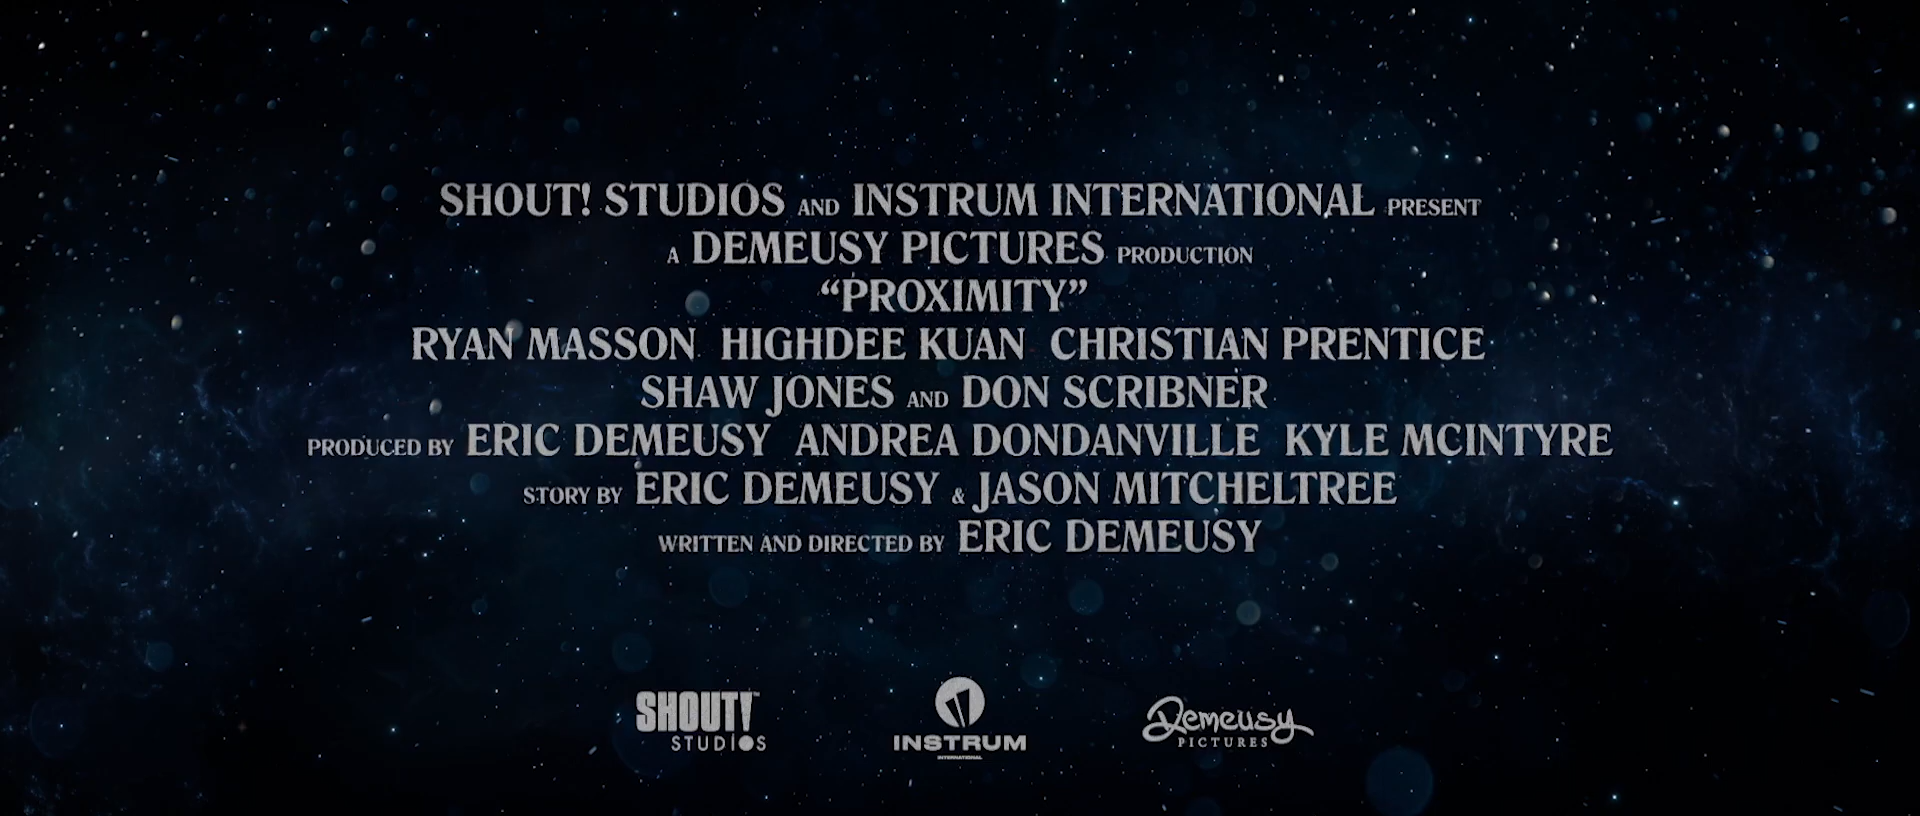 SHOUT! STUDIOS AND INSTRUM INTERNATIONAL PRESENT
A DEMEUSY PICTURES PRODUCTION
“PROXIMITY”
RYAN MASSON HIGHDEE KUAN CHRISTIAN PRENTICE
SHAW JONES AND DON SCRIBNER
PRODUCED BY ERIC DEMEUSY ANDREA DONDANVILLE KYLE MCINTYRE
STORY BY ERIC DEMEUSY & JASON MITCHELTREE
WRITTEN AND DIRECTED BY ERIC DEMEUSY
SHOUT!™
STUDIOS
INSTRUM
INTERNATIONAL
Demeusy
PICTURES